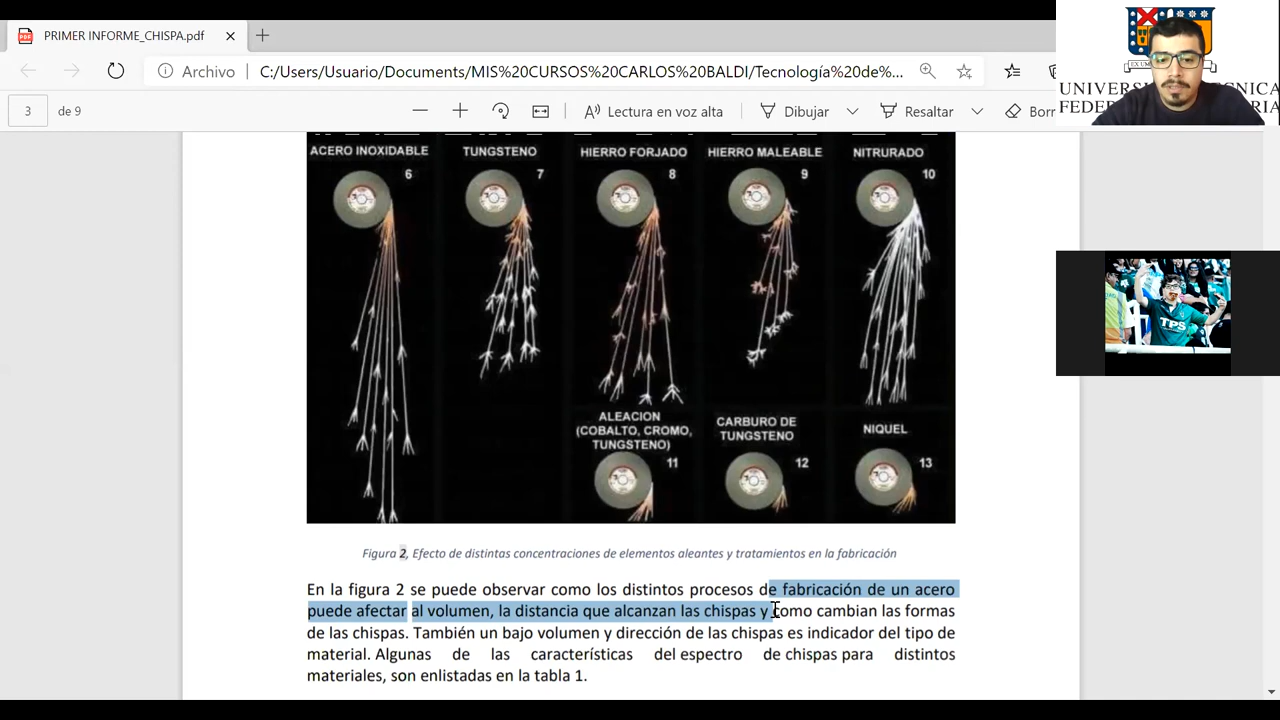 PRIMER INFORME_CHISPA.pdf
Archivo
C:/Users/Usuario/Documents/MIS%20CURSOS%20CARLOS%20BALDI/Tecnología%20de%...
3
de 9
Lectura en voz alta
Dibujar
Resaltar
Borr
ACERO INOXIDABLE
6
TUNGSTENO
7
HIERRO FORJADO
8
HIERRO MALEABLE
9
NITRURADO
10
ALEACION
(COBALTO, CROMO,
TUNGSTENO)
11
CARBURO DE
TUNGSTENO
12
NIQUEL
13
Figura 2, Efecto de distintas concentraciones de elementos aleantes y tratamientos en la fabricación
En la figura 2 se puede observar como los distintos procesos de fabricación de un acero
puede afectar al volumen, la distancia que alcanzan las chispas y como cambian las formas
de las chispas. También un bajo volumen y dirección de las chispas es indicador del tipo de
material. Algunas de las características del espectro de chispas para distintos
materiales, son enlistadas en la tabla 1.
TPS